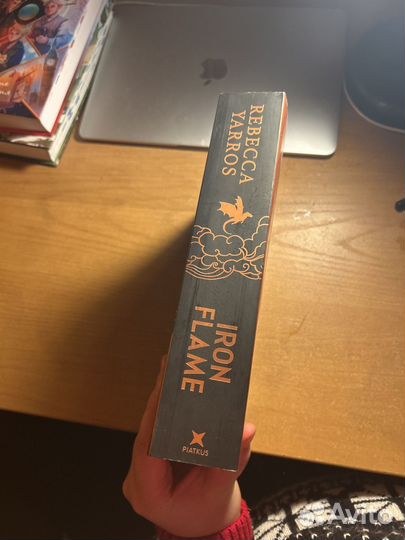 REBECCA
YARROS
IRON
FLAME
PIATKUS
Avito